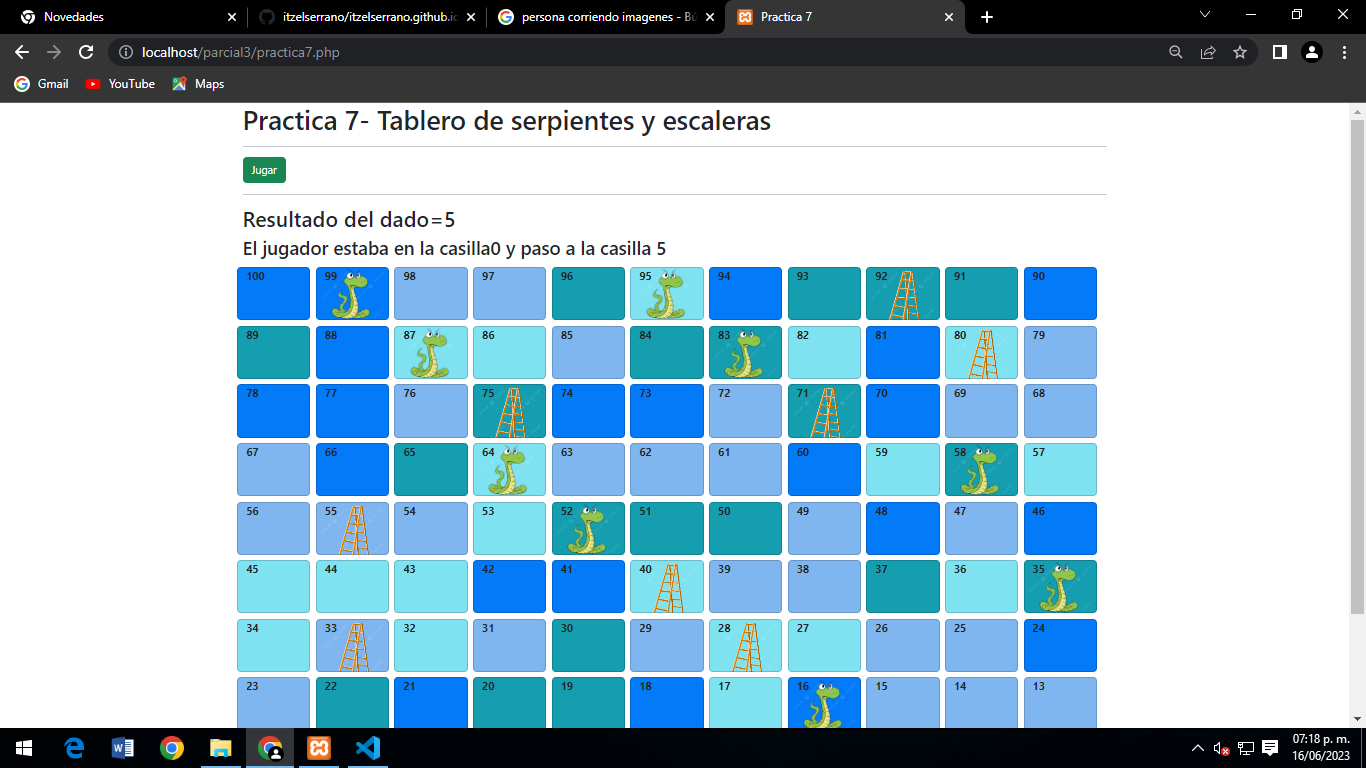 Novedades
itzelserrano/itzelserrano.github.ic
persona corriendo imagenes - Bú
Practica 7
localhost/parcial3/practica7.php
Gmail YouTube Maps
Practica 7- Tablero de serpientes y escaleras
Jugar
Resultado del dado=5
El jugador estaba en la casilla0 y paso a la casilla 5
100 99 98 97 96 95 94 93 92 91 90
89 88 87 86 85 84 83 82 81 80 79
78 77 76 75 74 73 72 71 70 69 68
67 66 65 64 63 62 61 60 59 58 57
56 55 54 53 52 51 50 49 48 47 46
45 44 43 42 41 40 39 38 37 36 35
34 33 32 31 30 29 28 27 26 25 24
23 22 21 20 19 18 17 16 15 14 13
07:18 p. m.
16/06/2023